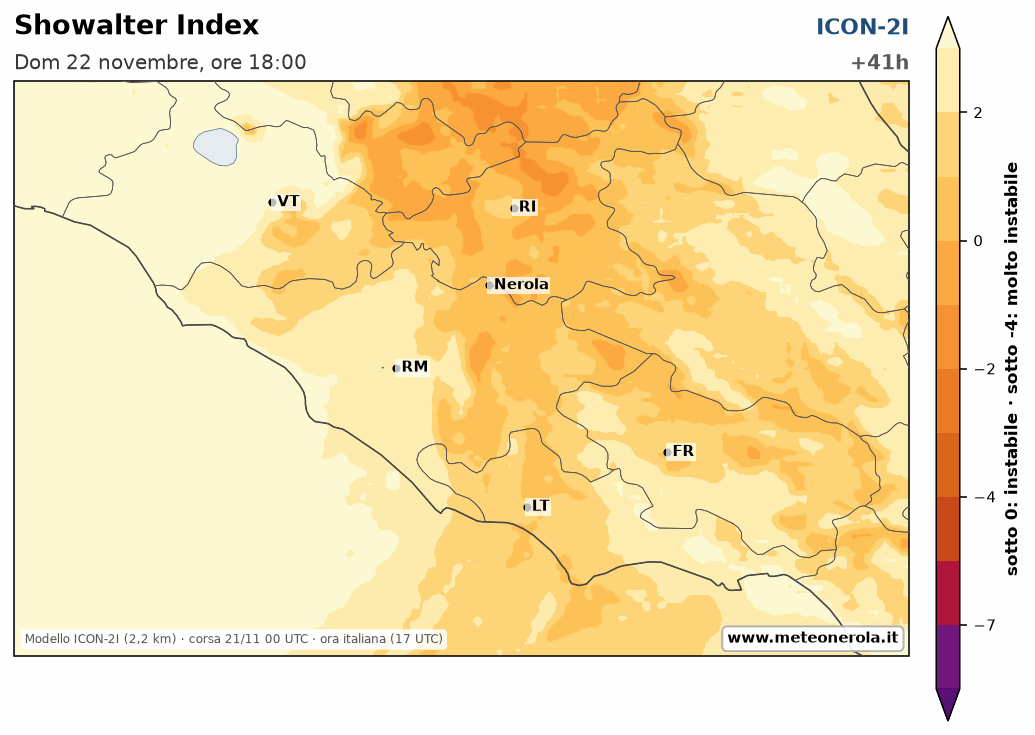 Showalter Index
ICON-2I
Dom 22 novembre, ore 18:00
+41h
VT
RI
Nerola
RM
FR
LT
2
0
−2
−4
−7
sotto 0: instabile · sotto -4: molto instabile
Modello ICON-2I (2,2 km) · corsa 21/11 00 UTC · ora italiana (17 UTC)
www.meteonerola.it